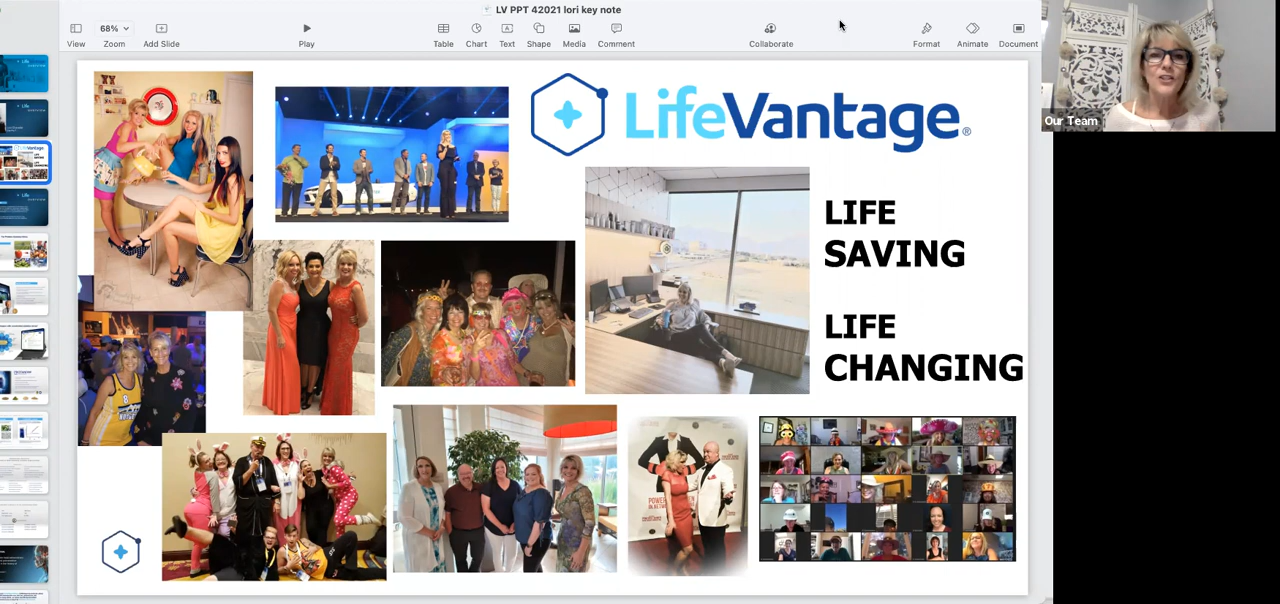 LV PPT 42021 lori key note
68%
View
Zoom
Add Slide
Play
Table
Chart
Text
Shape
Media
Comment
Collaborate
Format
Animate
Document
Our Team
LifeVantage®
LIFE
SAVING
LIFE
CHANGING